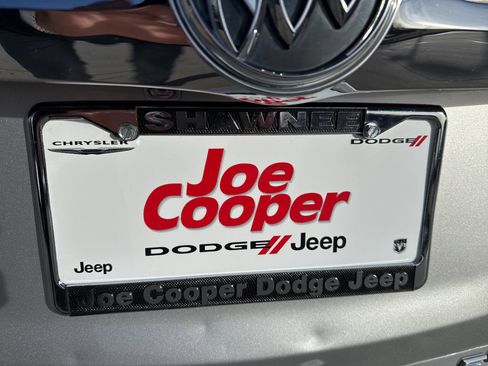 SHAWNEE
CHRYSLER
DODGE//
Joe
Cooper
DODGE// Jeep
Jeep
Joe Cooper Dodge Jeep